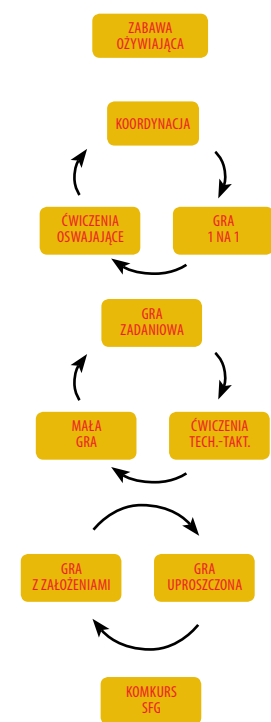 ZABAWA
OŻYWIAJĄCA
KOORDYNACJA
ĆWICZENIA
OSWAJAJĄCE
GRA
1 NA 1
GRA
ZADANIOWA
MAŁA
GRA
ĆWICZENIA
TECH.-TAKT.
GRA
Z ZAŁOŻENIAMI
GRA
UPROSZCZONA
KOMKURS
SFG